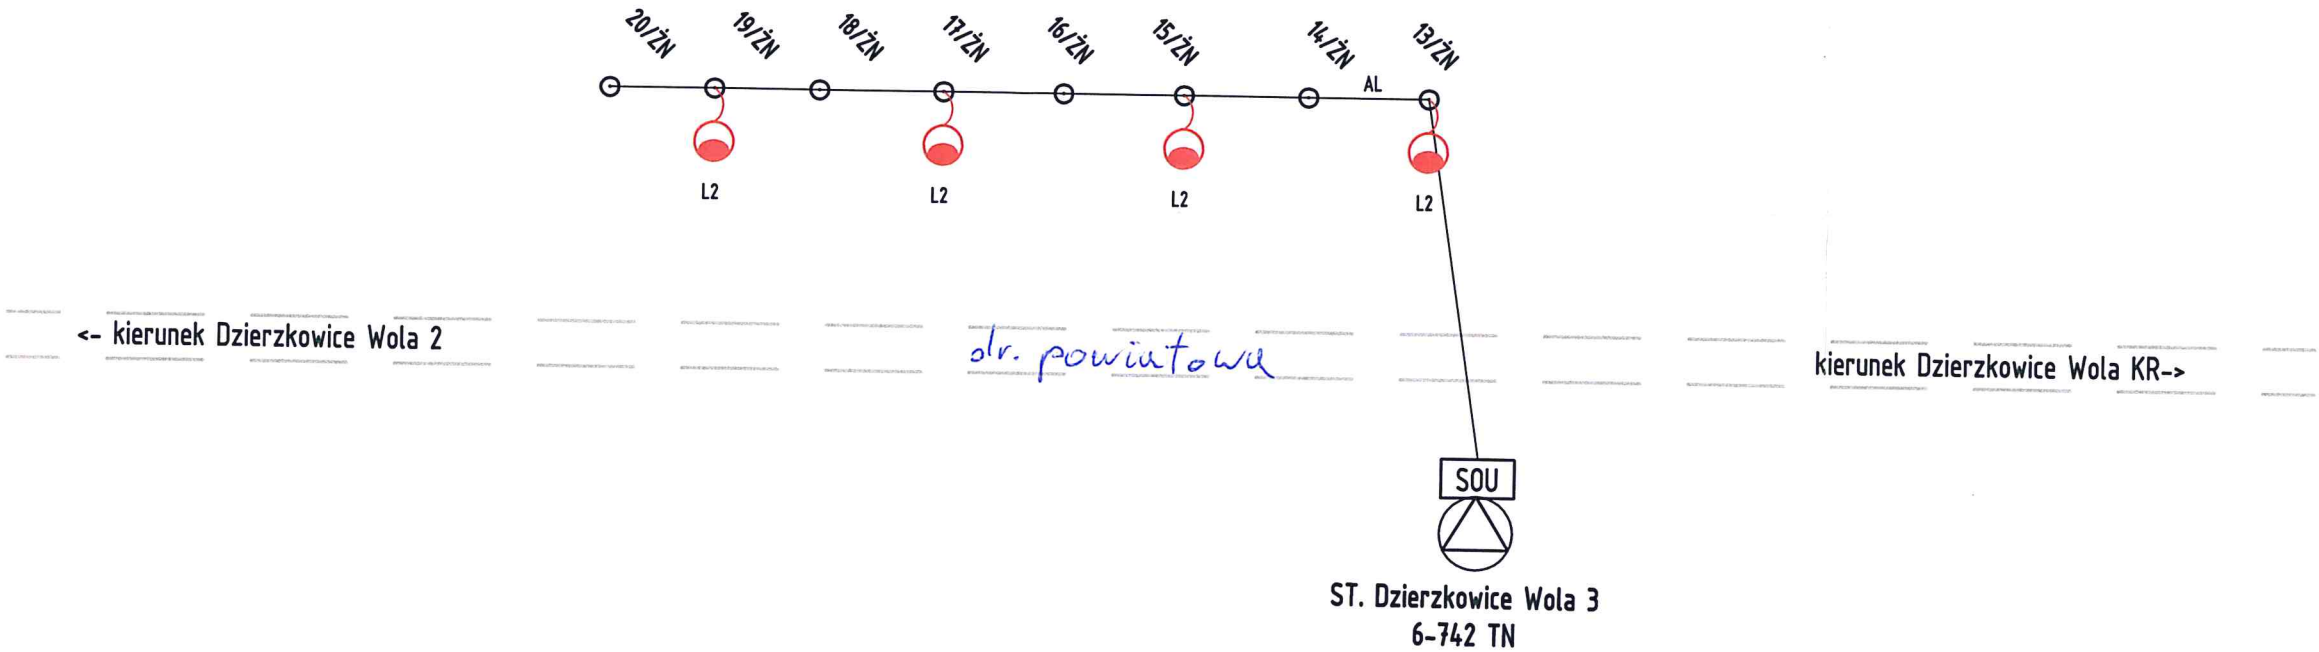 20/ŻN 19/ŻN 18/ŻN 17/ŻN 16/ŻN 15/ŻN 14/ŻN 13/ŻN
AL
L2 L2 L2 L2
<- kierunek Dzierzkowice Wola 2
dr. powiatowa
kierunek Dzierzkowice Wola KR->
SOU
ST. Dzierzkowice Wola 3
6-742 TN